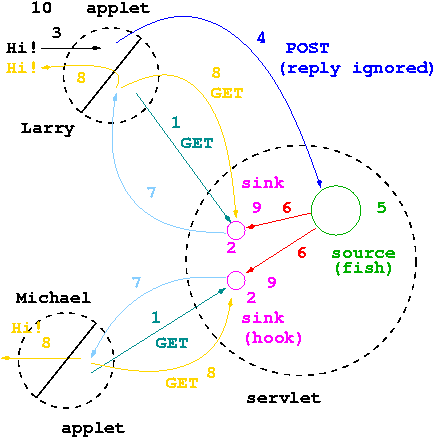 10 applet
3
Hi!
Hi! 8
Larry
4 POST
(reply ignored)
8
GET
1
GET
7
sink
9 6 5
2
source
(fish)
6
7
9
2
sink
(hook)
Michael
Hi!
8
1
GET
GET 8
applet
servlet